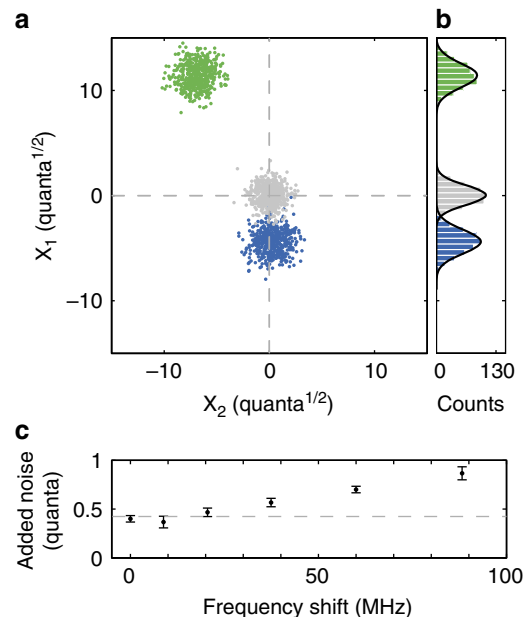 a
b
10
0
−10
X1 (quanta1/2)
−10
0
10
X2 (quanta1/2)
0
130
Counts
c
1
0.5
0
Added noise
(quanta)
0
50
100
Frequency shift (MHz)